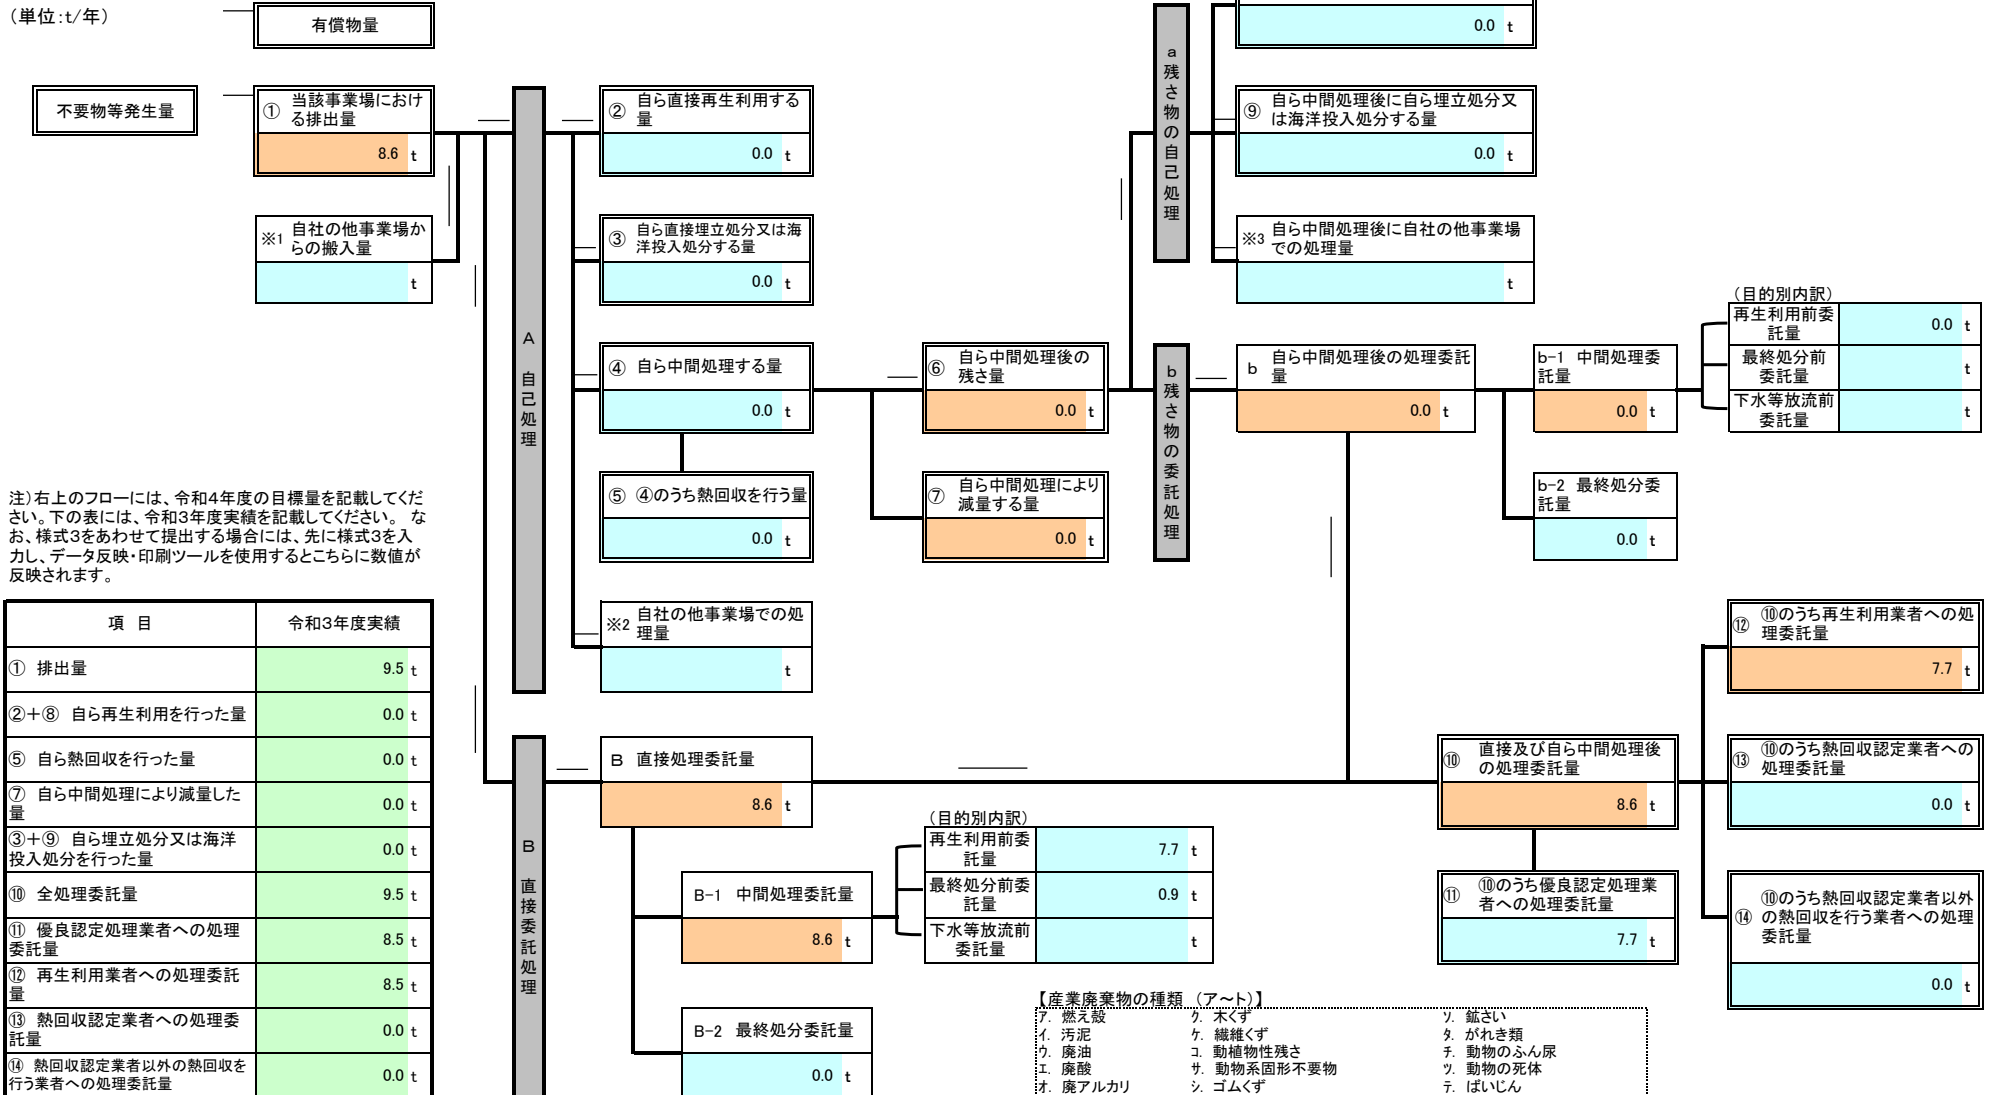 (単位:t/年)
有償物量
0.0 t
不要物等発生量
① 当該事業場におけ
る排出量
8.6 t
※1 自社の他事業場か
らの搬入量
t
A 自己処理
② 自ら直接再生利用する
量
0.0 t
③ 自ら直接埋立処分又は海
洋投入処分する量
0.0 t
④ 自ら中間処理する量
0.0 t
⑤ ④のうち熱回収を行う量
0.0 t
※2 自社の他事業場での処
理量
t
⑥ 自ら中間処理後の
残さ量
0.0 t
⑦ 自ら中間処理により
減量する量
0.0 t
a 残さ物の自己処理
⑨ 自ら中間処理後に自ら埋立処分又
は海洋投入処分する量
0.0 t
※3 自ら中間処理後に自社の他事業場
での処理量
t
b 残さ物の委託処理
b 自ら中間処理後の処理委託
量
0.0 t
b-1 中間処理委
託量
0.0 t
b-2 最終処分委
託量
0.0 t
(目的別内訳)
再生利用前委
託量
0.0 t
最終処分前
委託量
t
下水等放流前
委託量
t
注)右上のフローには、令和4年度の目標量を記載してくだ
さい。下の表には、令和3年度実績を記載してください。 な
お、様式3をあわせて提出する場合には、先に様式3を入
力し、データ反映・印刷ツールを使用するとこちらに数値が
反映されます。
項 目 令和3年度実績
① 排出量 9.5 t
②+⑧ 自ら再生利用を行った量 0.0 t
⑤ 自ら熱回収を行った量 0.0 t
⑦ 自ら中間処理により減量した
量 0.0 t
③+⑨ 自ら埋立処分又は海洋
投入処分を行った量 0.0 t
⑩ 全処理委託量 9.5 t
⑪ 優良認定処理業者への処理
委託量 8.5 t
⑫ 再生利用業者への処理委託
量 8.5 t
⑬ 熱回収認定業者への処理委
託量 0.0 t
⑭ 熱回収認定業者以外の熱回収を
行う業者への処理委託量 0.0 t
B 直接委託処理
B 直接処理委託量
8.6 t
B-1 中間処理委託量
8.6 t
B-2 最終処分委託量
0.0 t
(目的別内訳)
再生利用前委
託量
7.7 t
最終処分前委
託量
0.9 t
下水等放流前
委託量
t
⑩ 直接及び自ら中間処理後
の処理委託量
8.6 t
⑪ ⑩のうち優良認定処理業
者への処理委託量
7.7 t
⑫ ⑩のうち再生利用業者への処
理委託量
7.7 t
⑬ ⑩のうち熱回収認定業者への
処理委託量
0.0 t
⑭ ⑩のうち熱回収認定業者以外
の熱回収を行う業者への処理
委託量
0.0 t
【産業廃棄物の種類 (ア~ト)】
ア. 燃え殻 ク. 木くず ソ. 鉱さい
イ. 汚泥 ケ. 繊維くず タ. がれき類
ウ. 廃油 コ. 動植物性残さ チ. 動物のふん尿
エ. 廃酸 サ. 動物系固形不要物 ツ. 動物の死体
オ. 廃アルカリ シ. ゴムくず テ. ばいじん